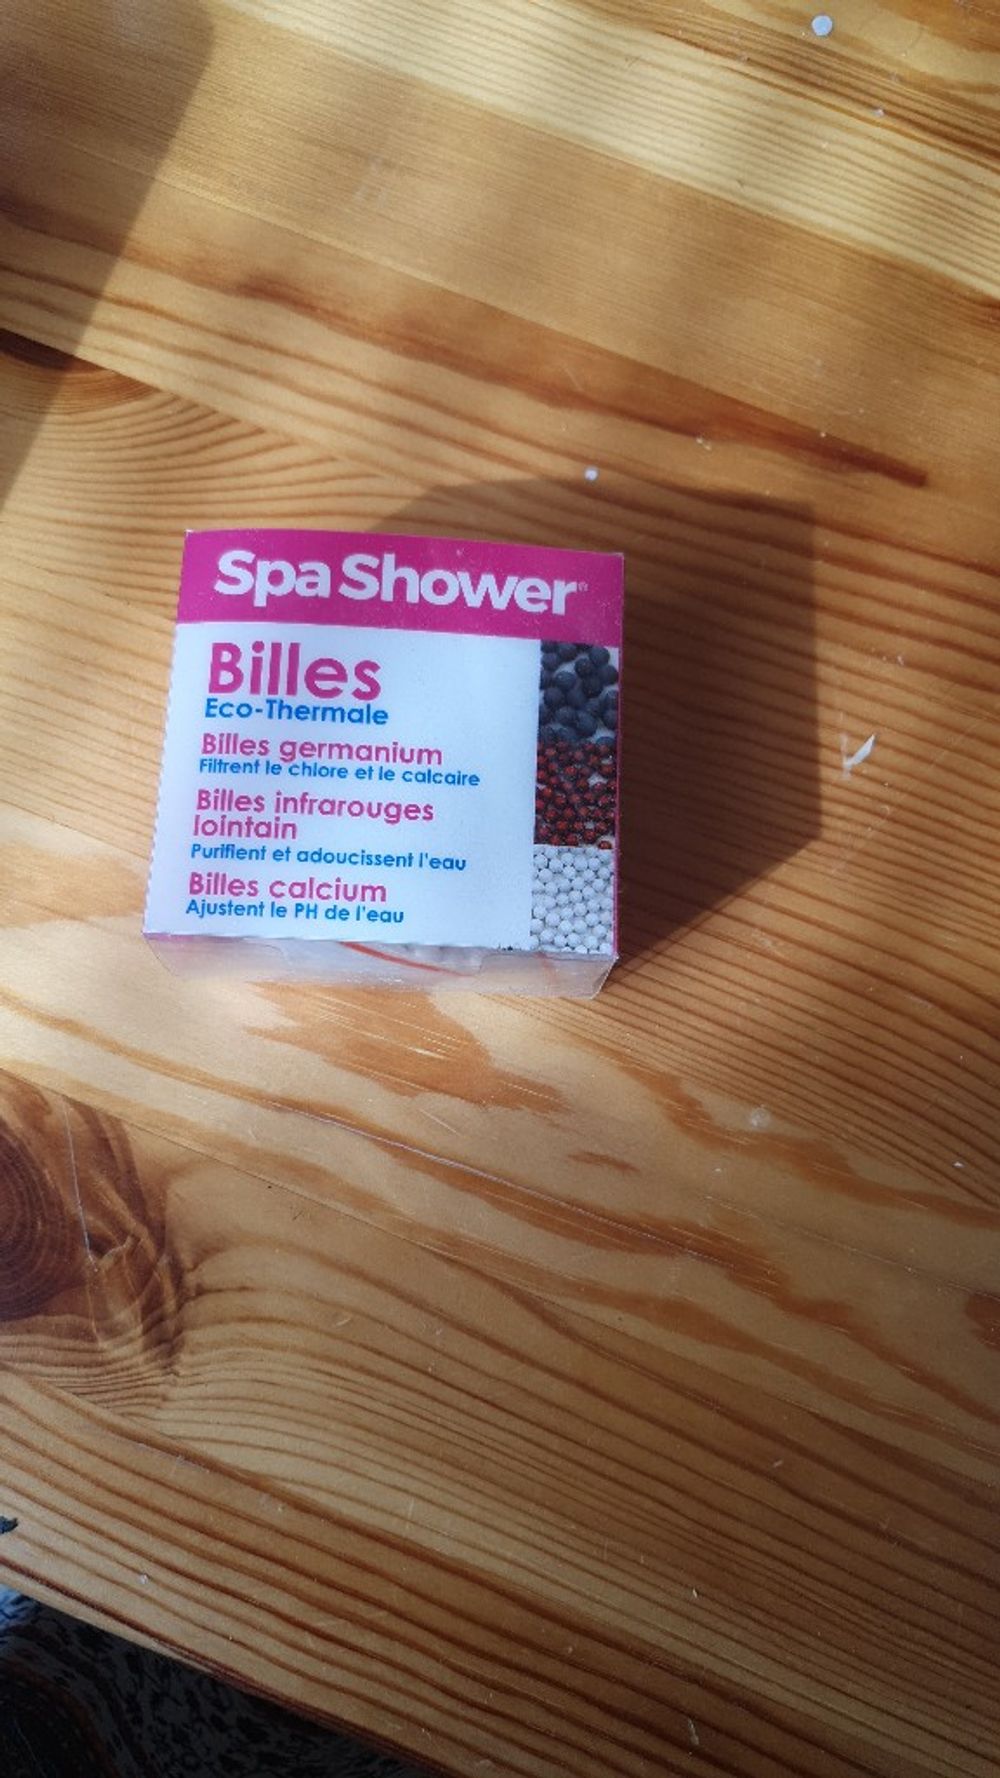 Spa Shower®
Billes
Eco-Thermale
Billes germanium
Filtrent le chlore et le calcaire
Billes infrarouges
lointain
Purifient et adoucissent l'eau
Billes calcium
Ajustent le PH de l'eau